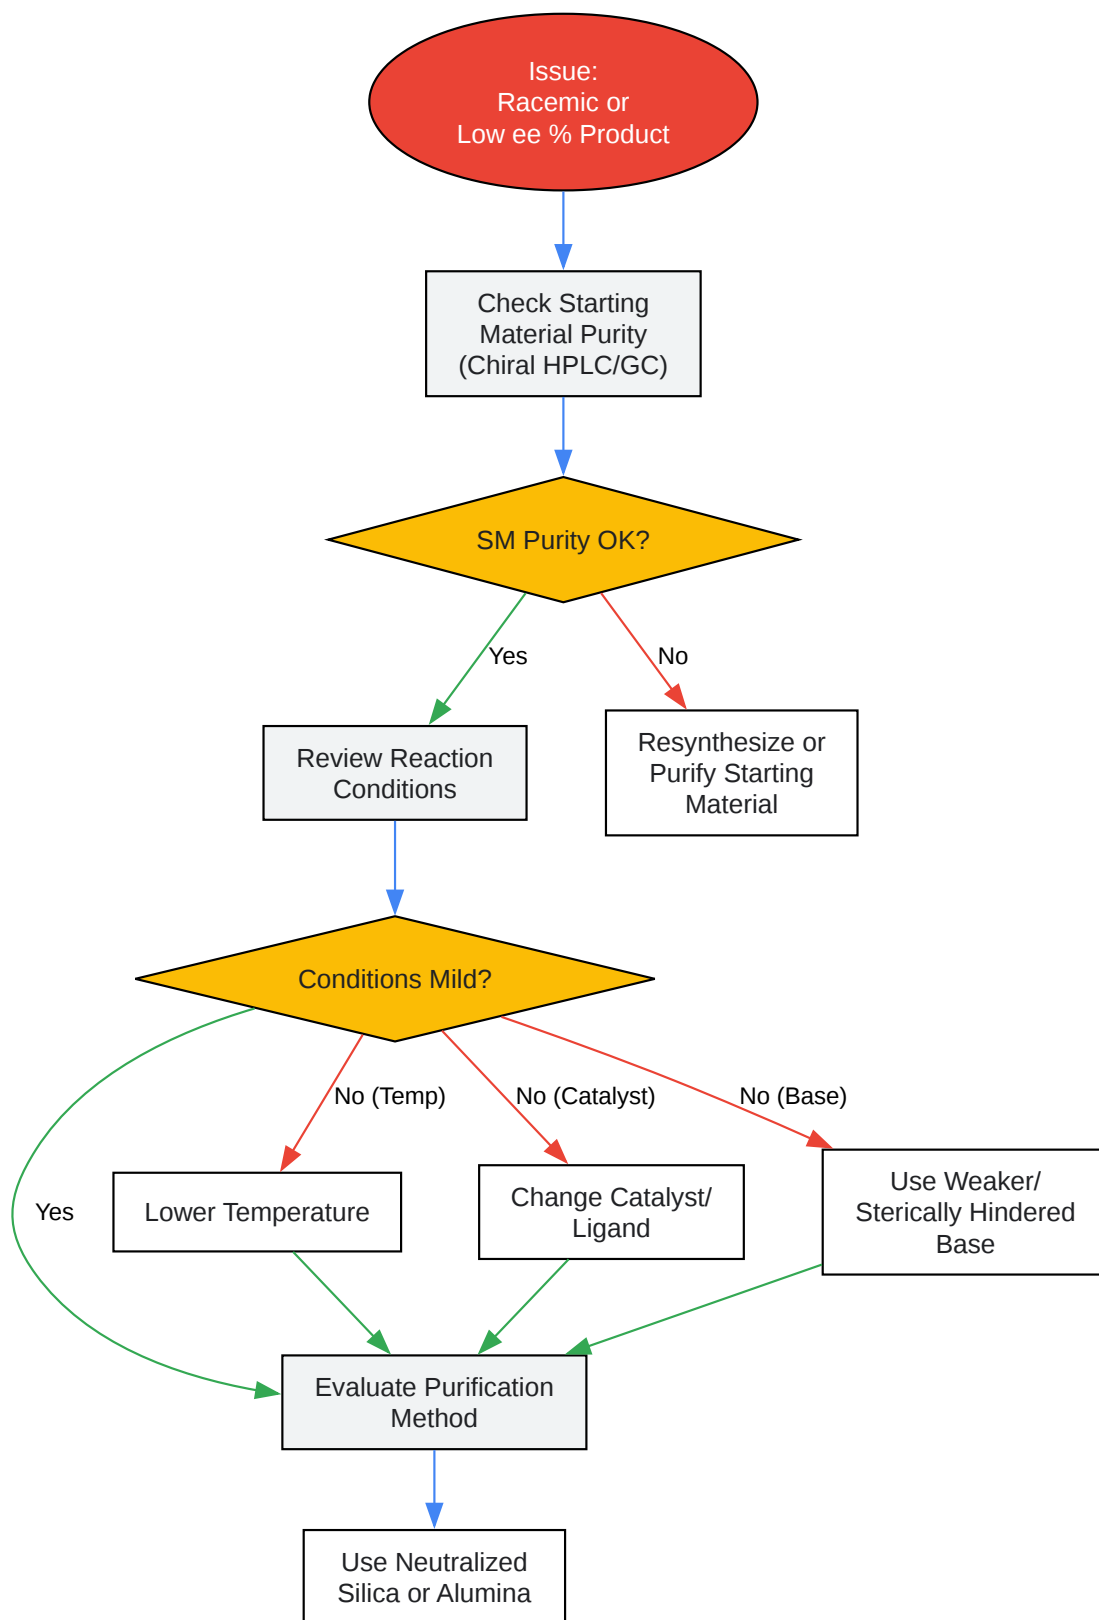 Issue:
Racemic or
Low ee % Product
Check Starting
Material Purity
(Chiral HPLC/GC)
SM Purity OK?
Yes
No
Review Reaction
Conditions
Resynthesize or
Purify Starting
Material
Conditions Mild?
No (Temp)
No (Catalyst)
No (Base)
Yes
Lower Temperature
Change Catalyst/
Ligand
Use Weaker/
Sterically Hindered
Base
Evaluate Purification
Method
Use Neutralized
Silica or Alumina